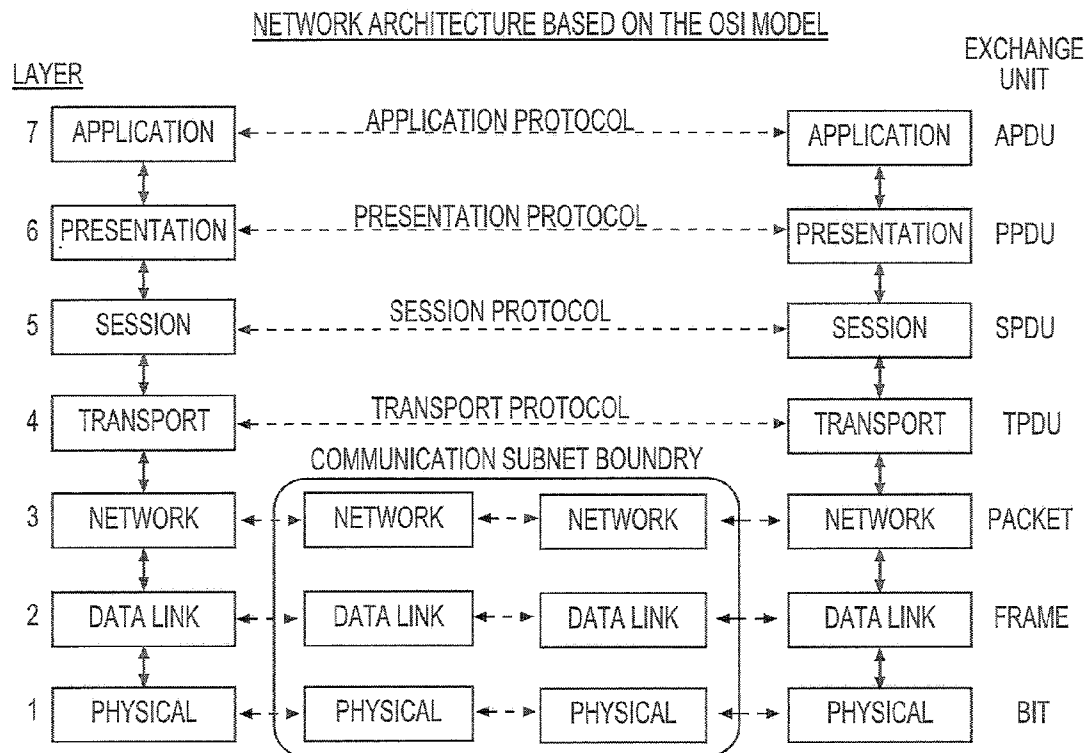 NETWORK ARCHITECTURE BASED ON THE OSI MODEL
EXCHANGE
UNIT
LAYER
7 APPLICATION APPLICATION PROTOCOL APPLICATION APDU
6 PRESENTATION PRESENTATION PROTOCOL PRESENTATION PPDU
5 SESSION SESSION PROTOCOL SESSION SPDU
4 TRANSPORT TRANSPORT PROTOCOL TRANSPORT TPDU
COMMUNICATION SUBNET BOUNDRY
3 NETWORK NETWORK NETWORK NETWORK PACKET
2 DATA LINK DATA LINK DATA LINK DATA LINK FRAME
1 PHYSICAL PHYSICAL PHYSICAL PHYSICAL BIT